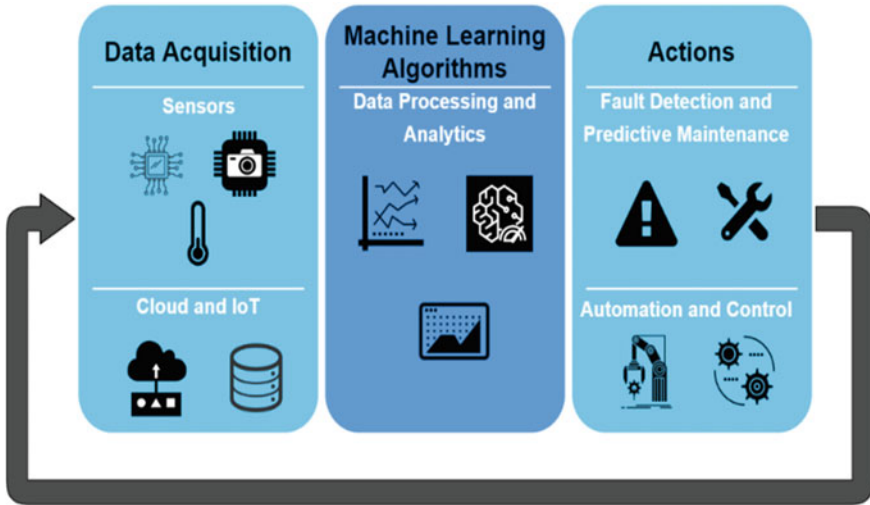 Data Acquisition
Sensors
Cloud and IoT
Machine Learning
Algorithms
Data Processing and
Analytics
Actions
Fault Detection and
Predictive Maintenance
Automation and Control